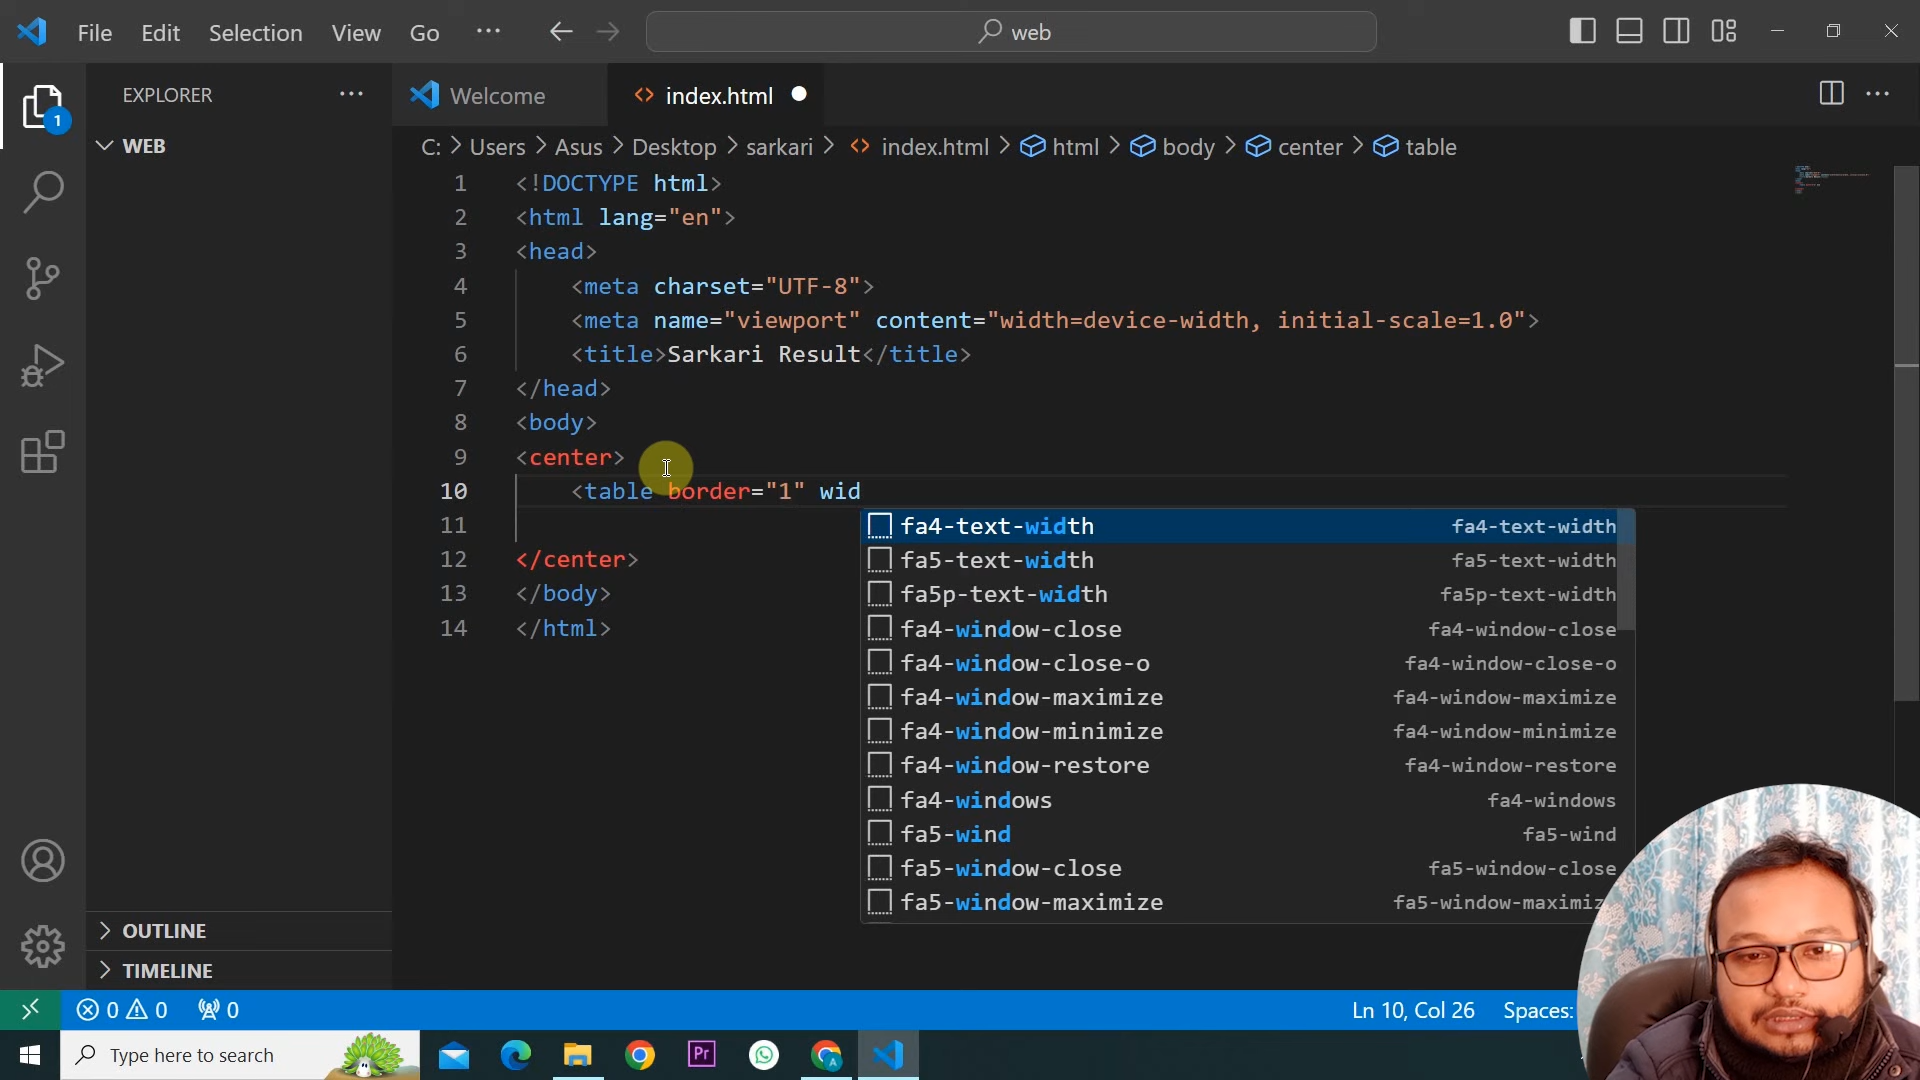 File Edit Selection View Go ··· web
EXPLORER ···
Welcome
index.html
1
WEB
C: > Users > Asus > Desktop > sarkari > index.html > html > body > center > table
1 <!DOCTYPE html>
2 <html lang="en">
3 <head>
4 <meta charset="UTF-8">
5 <meta name="viewport" content="width=device-width, initial-scale=1.0">
6 <title>Sarkari Result</title>
7 </head>
8 <body>
9 <center>
10 <table border="1" wid
11
12 </center>
13 </body>
14 </html>
fa4-text-width fa4-text-width
fa5-text-width fa5-text-width
fa5p-text-width fa5p-text-width
fa4-window-close fa4-window-close
fa4-window-close-o fa4-window-close-o
fa4-window-maximize fa4-window-maximize
fa4-window-minimize fa4-window-minimize
fa4-window-restore fa4-window-restore
fa4-windows fa4-windows
fa5-wind fa5-wind
fa5-window-close fa5-window-close
fa5-window-maximize fa5-window-maximiz
OUTLINE
TIMELINE
0 0 0 Ln 10, Col 26 Spaces:
Type here to search
Pr
A